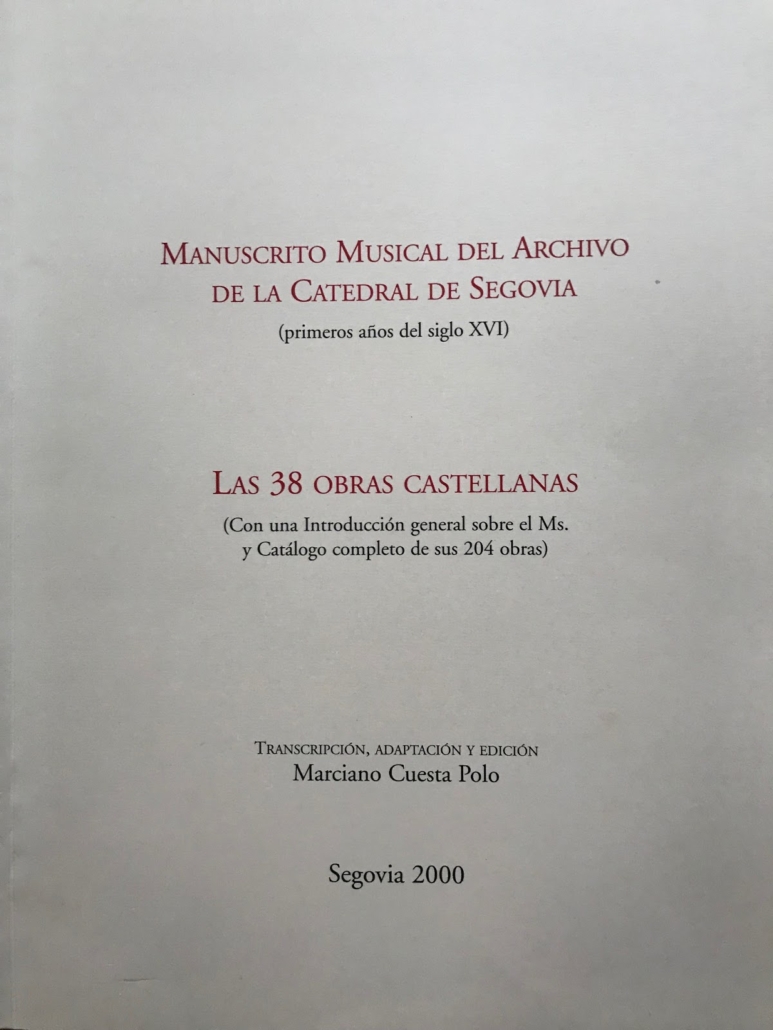 Manuscrito Musical del Archivo
de la Catedral de Segovia
(primeros años del siglo XVI)
Las 38 obras castellanas
(Con una Introducción general sobre el Ms.
y Catálogo completo de sus 204 obras)
Transcripción, adaptación y edición
Marciano Cuesta Polo
Segovia 2000